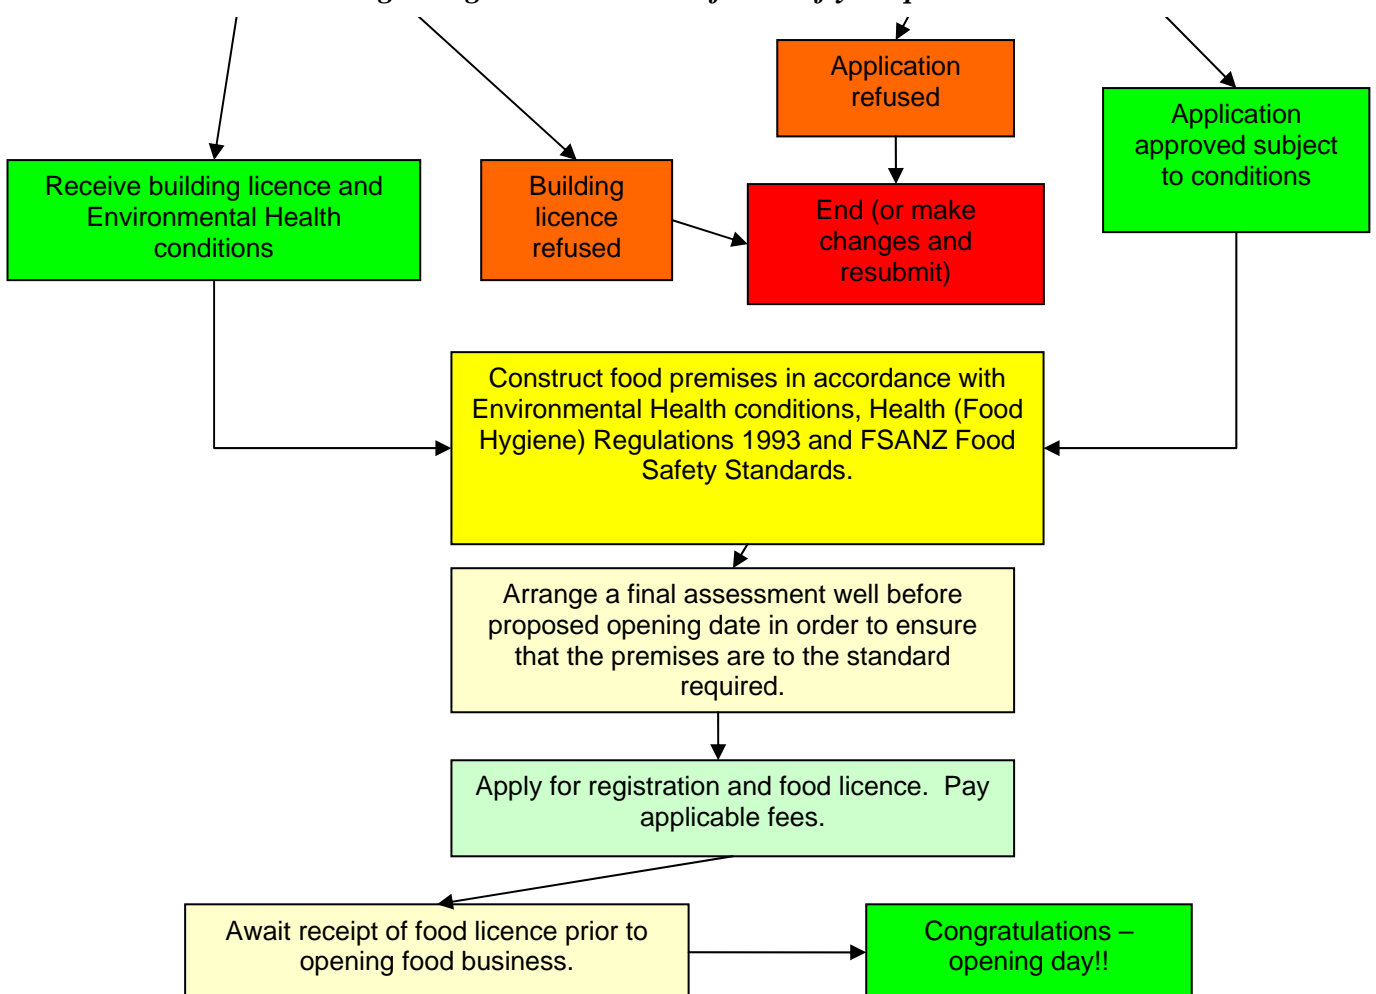 Application
refused
Application
approved subject
to conditions
Receive building licence and
Environmental Health
conditions
Building
licence
refused
End (or make
changes and
resubmit)
Construct food premises in accordance with
Environmental Health conditions, Health (Food
Hygiene) Regulations 1993 and FSANZ Food
Safety Standards.
Arrange a final assessment well before
proposed opening date in order to ensure
that the premises are to the standard
required.
Apply for registration and food licence.  Pay
applicable fees.
Await receipt of food licence prior to
opening food business.
Congratulations –
opening day!!